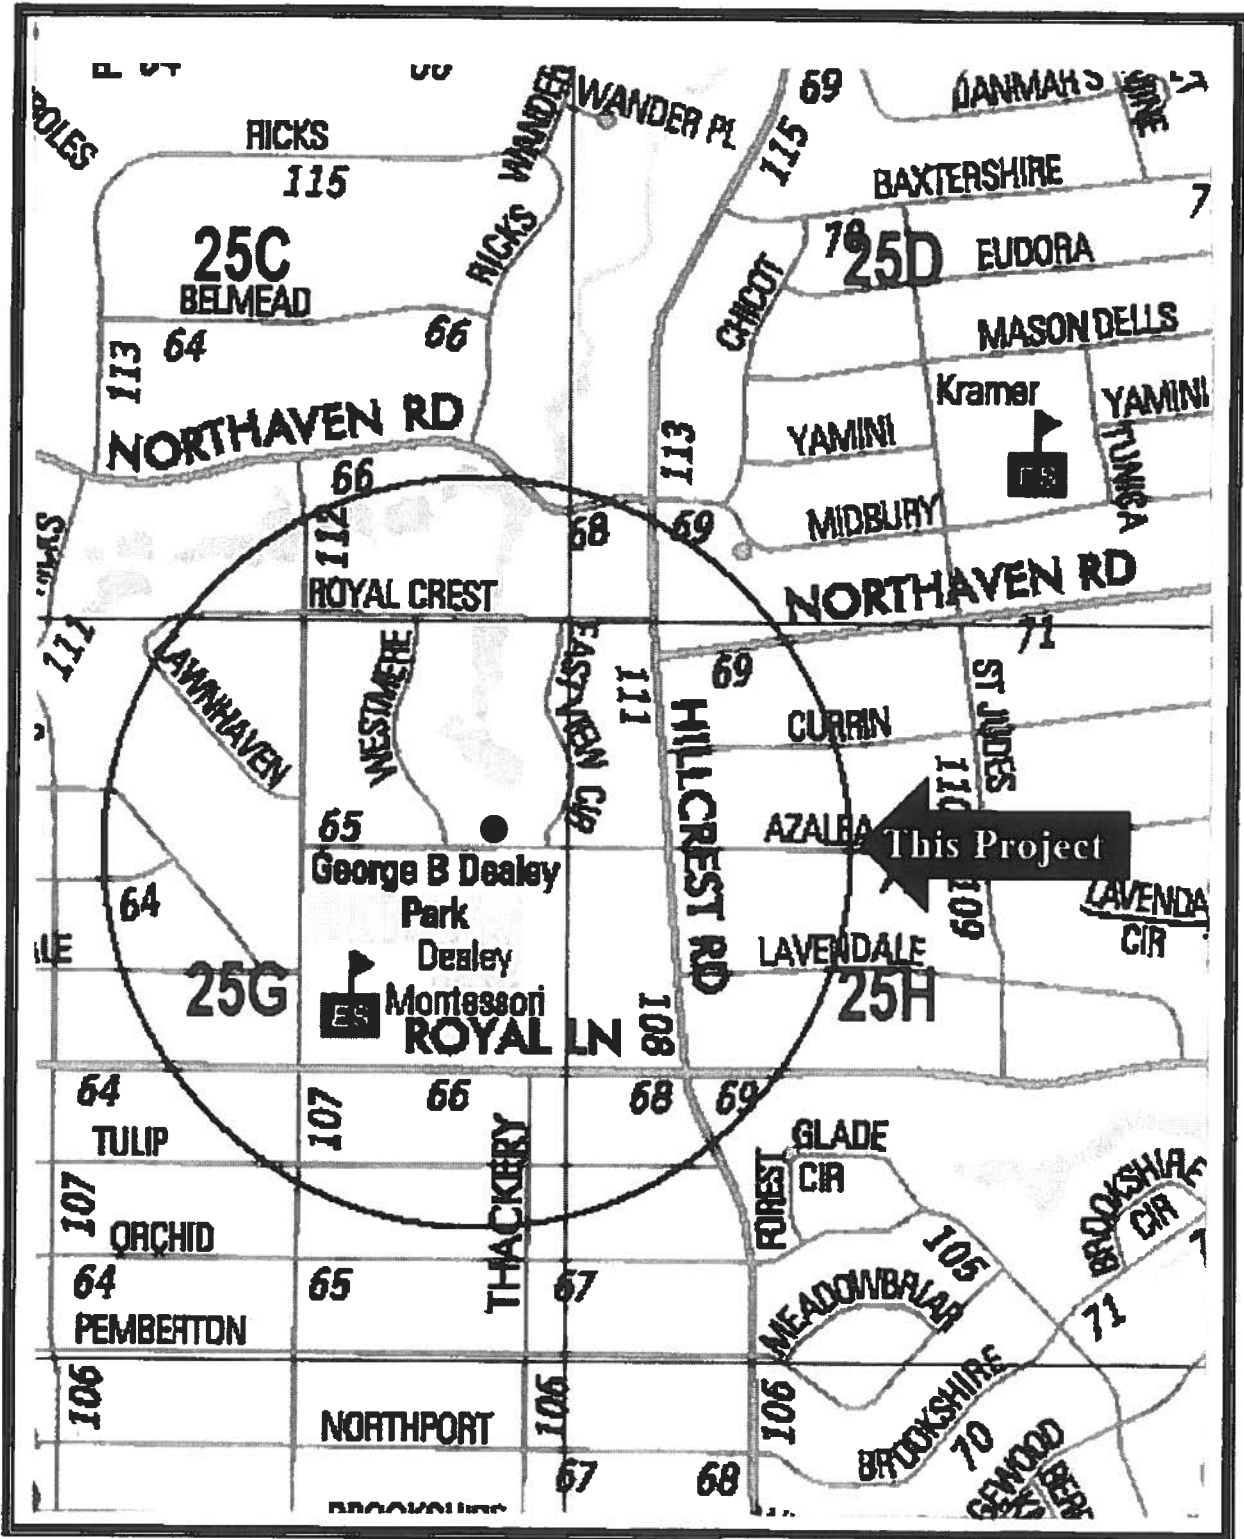 69
WANDER PL
WANDER
RICKS
115
115
BAXTERSHIRE
7
25C
RICKS
70
25D
EUDORA
BELMEAD
CHICOT
64
66
MASON DELLS
113
Kramer
YAMINI
NORTHAVEN RD
YAMINI
113
TUNICA
66
ES
112
68
69
MIDBURY
ROYAL CREST
NORTHAVEN RD
71
111
LAWNHAVEN
WESTMERE
EASTVIEW CIR
111
69
ST JUDES
HILLCREST RD
CURRIN
110
65
AZALEA
This Project
George B Dealey
Park
64
109
CIR
Dealey
LAVENDALE
25G
Montessori
25H
ES
ROYAL LN
108
64
66
68
69
107
TULIP
THACKERY
GLADE
CIR
FOREST
BROOKSHIRE
CIR
107
ORCHID
105
64
65
67
MEADOWBRIAR
71
PEMBERTON
106
106
106
BROOKSHIRE
NORTHPORT
70
67
68